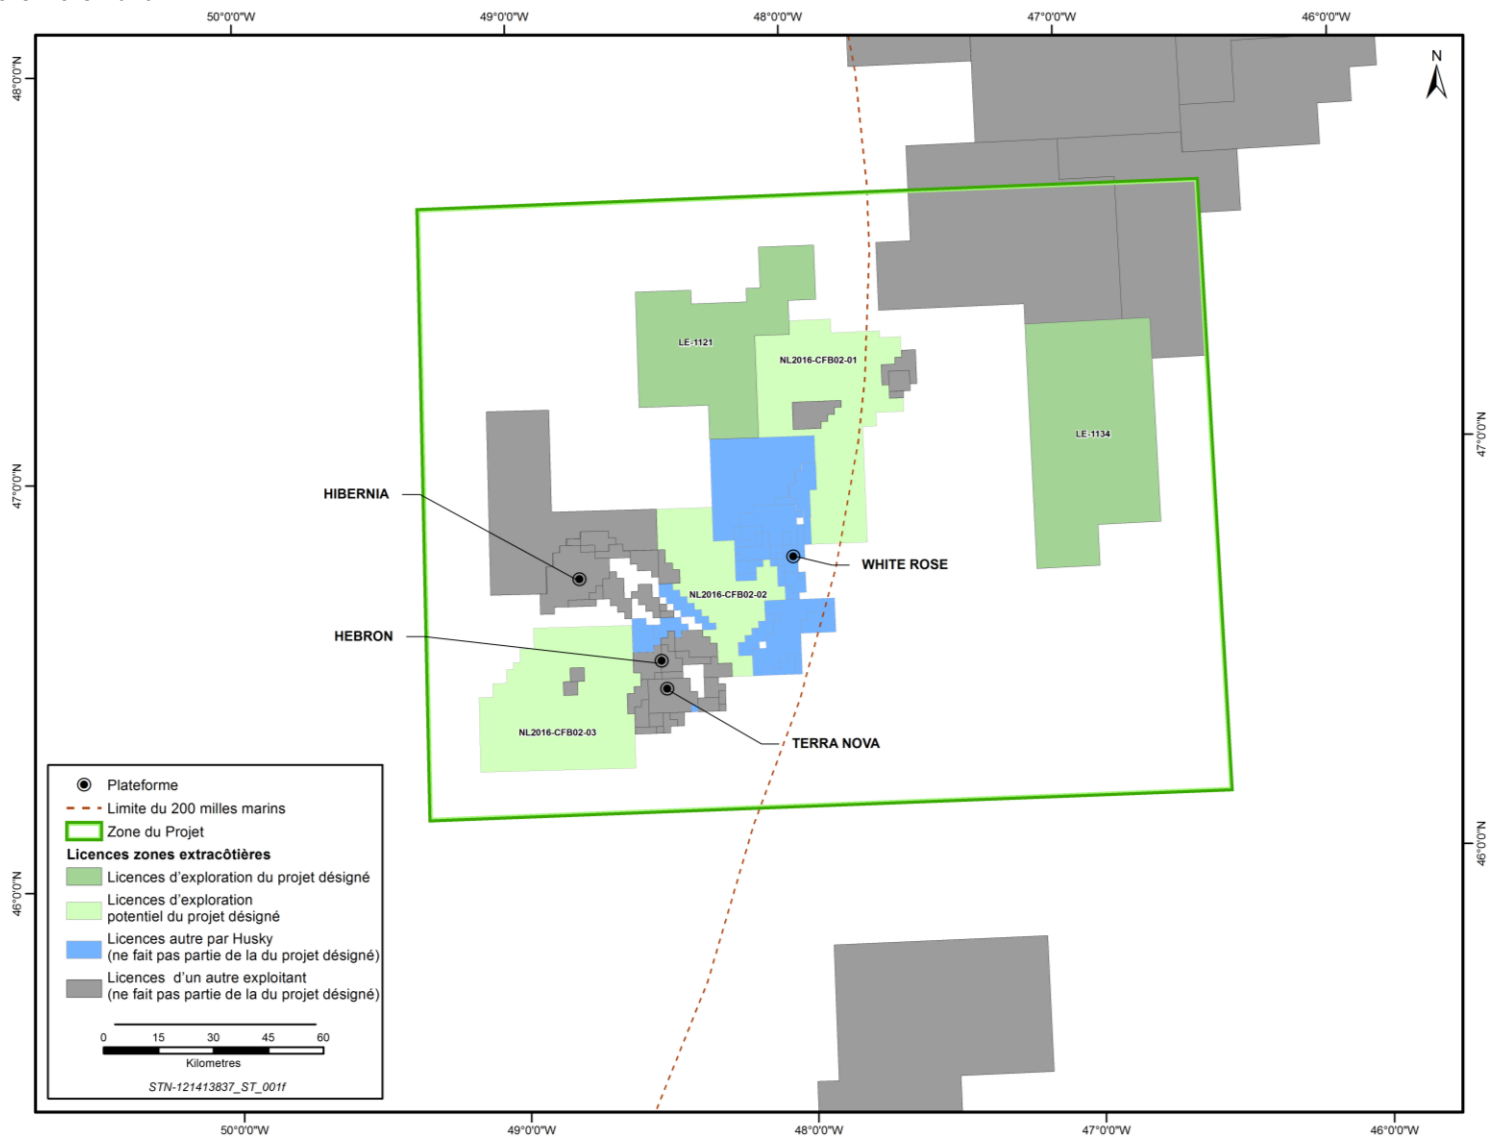 50°0'0"W 49°0'0"W 48°0'0"W 47°0'0"W 46°0'0"W
48°0'0"N
N
LE-1121
NL2016-CFB02-01
LE-1134
47°0'0"N
47°0'0"N
HIBERNIA
WHITE ROSE
NL2016-CFB02-02
HEBRON
NL2016-CFB02-03
TERRA NOVA
Plateforme
Limite du 200 milles marins
Zone du Projet
Licences zones extracôtières
Licences d'exploration du projet désigné
Licences d'exploration
potentiel du projet désigné
Licences autre par Husky
(ne fait pas partie de la du projet désigné)
Licences d'un autre exploitant
(ne fait pas partie de la du projet désigné)
0 15 30 45 60
Kilometres
STN-121413837_ST_001f
46°0'0"N
46°0'0"N
50°0'0"W 49°0'0"W 48°0'0"W 47°0'0"W 46°0'0"W